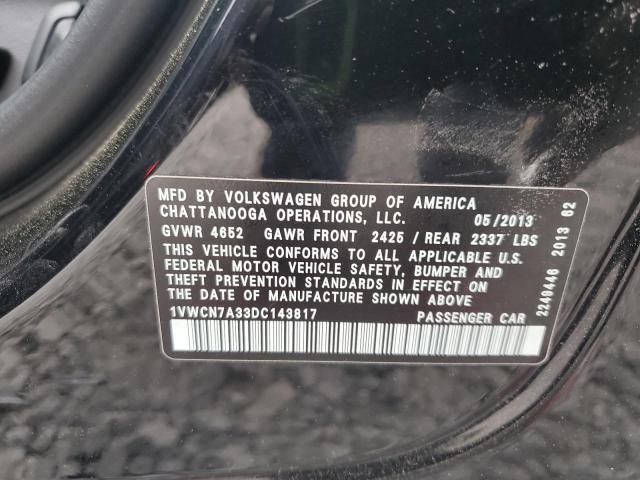 MFD BY VOLKSWAGEN GROUP OF AMERICA
CHATTANOOGA OPERATIONS, LLC. 05/2013
GVWR 4652 GAWR FRONT 2425 / REAR 2337 LBS
THIS VEHICLE CONFORMS TO ALL APPLICABLE U.S.
FEDERAL MOTOR VEHICLE SAFETY, BUMPER AND
THEFT PREVENTION STANDARDS IN EFFECT ON
THE DATE OF MANUFACTURE SHOWN ABOVE
1VWCN7A33DC143817 PASSENGER CAR
2249446 2013 62